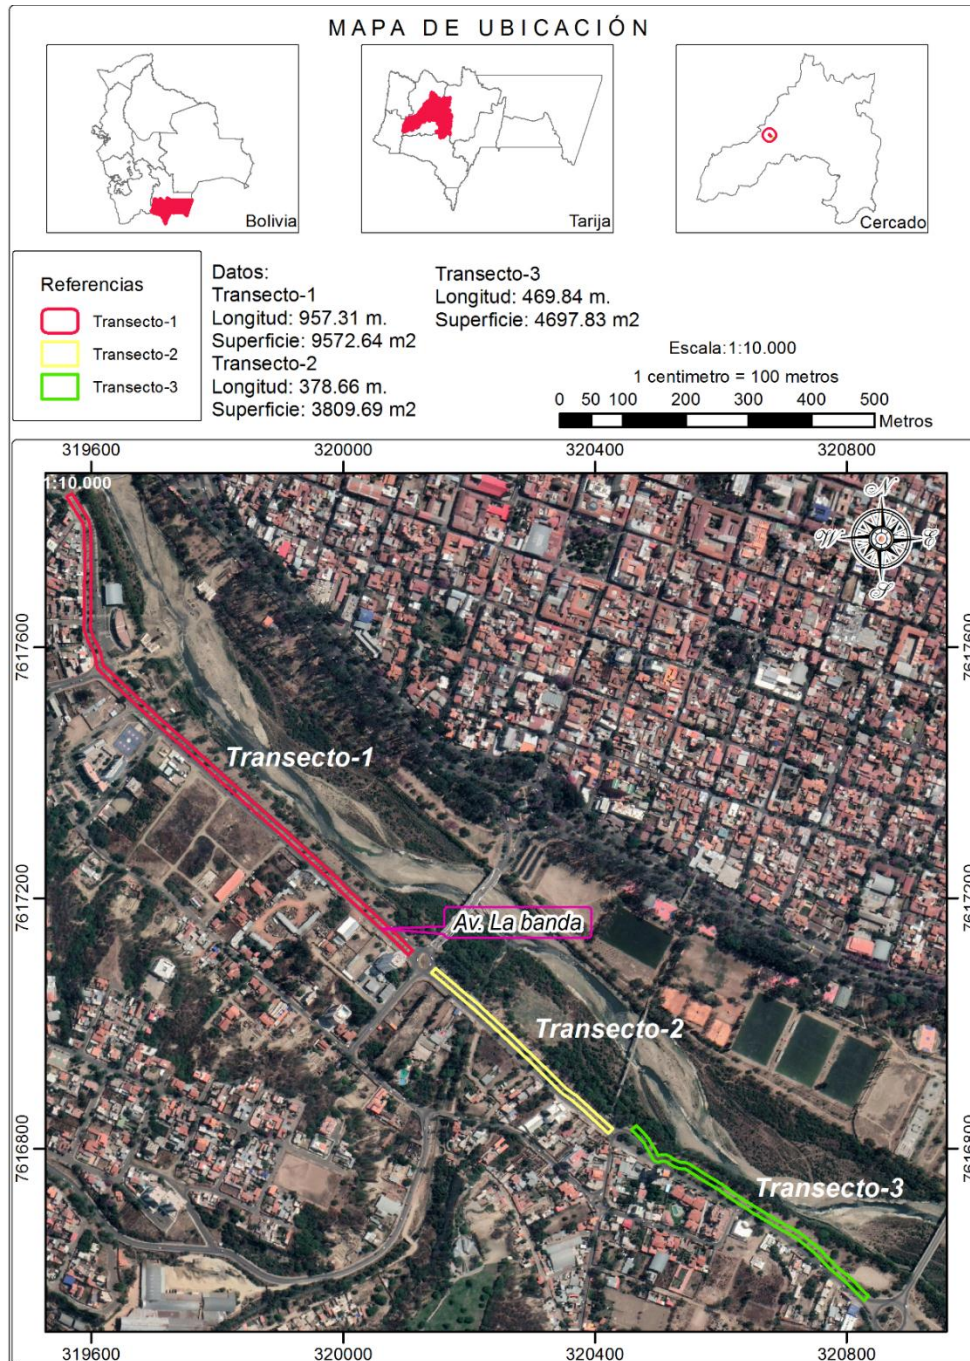 MAPA DE UBICACIÓN
Bolivia
Tarija
Cercado
Referencias
Transecto-1
Transecto-2
Transecto-3
Datos:
Transecto-1
Longitud: 957.31 m.
Superficie: 9572.64 m2
Transecto-2
Longitud: 378.66 m.
Superficie: 3809.69 m2
Transecto-3
Longitud: 469.84 m.
Superficie: 4697.83 m2
Escala:1:10.000
1 centimetro = 100 metros
0 50 100 200 300 400 500
Metros
319600 320000 320400 320800
1:10.000
N
W E
S
7617600 7617600
Transecto-1
7617200 7617200
Av. La banda
Transecto-2
7616800 7616800
Transecto-3
319600 320000 320400 320800